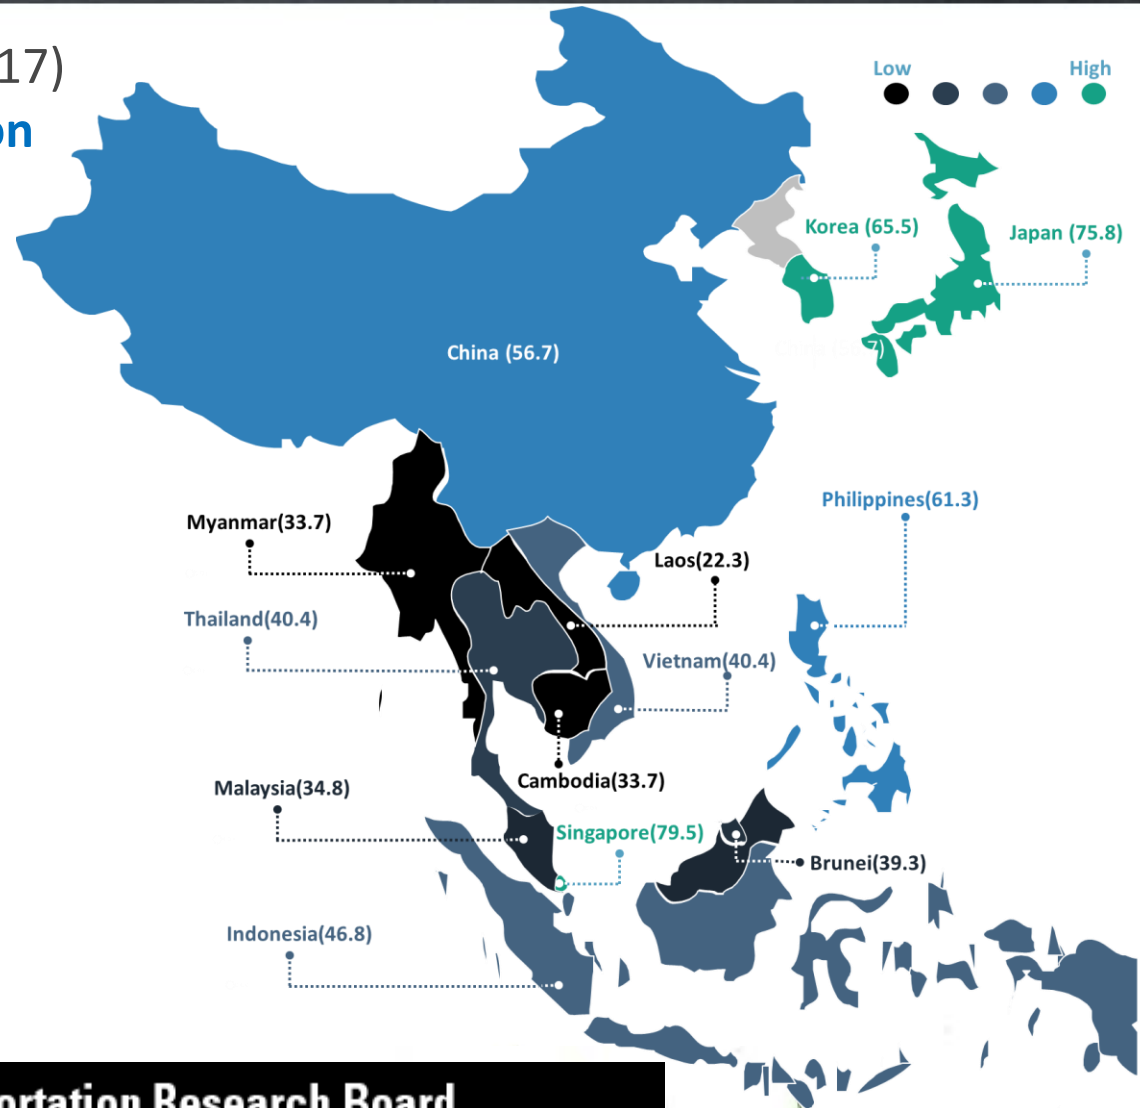 17)
on
Low High
Korea (65.5)
Japan (75.8)
China (56.7)
Philippines(61.3)
Myanmar(33.7)
Laos(22.3)
Thailand(40.4)
Vietnam(40.4)
Cambodia(33.7)
Malaysia(34.8)
Singapore(79.5)
Brunei(39.3)
Indonesia(46.8)
ortation Research Board